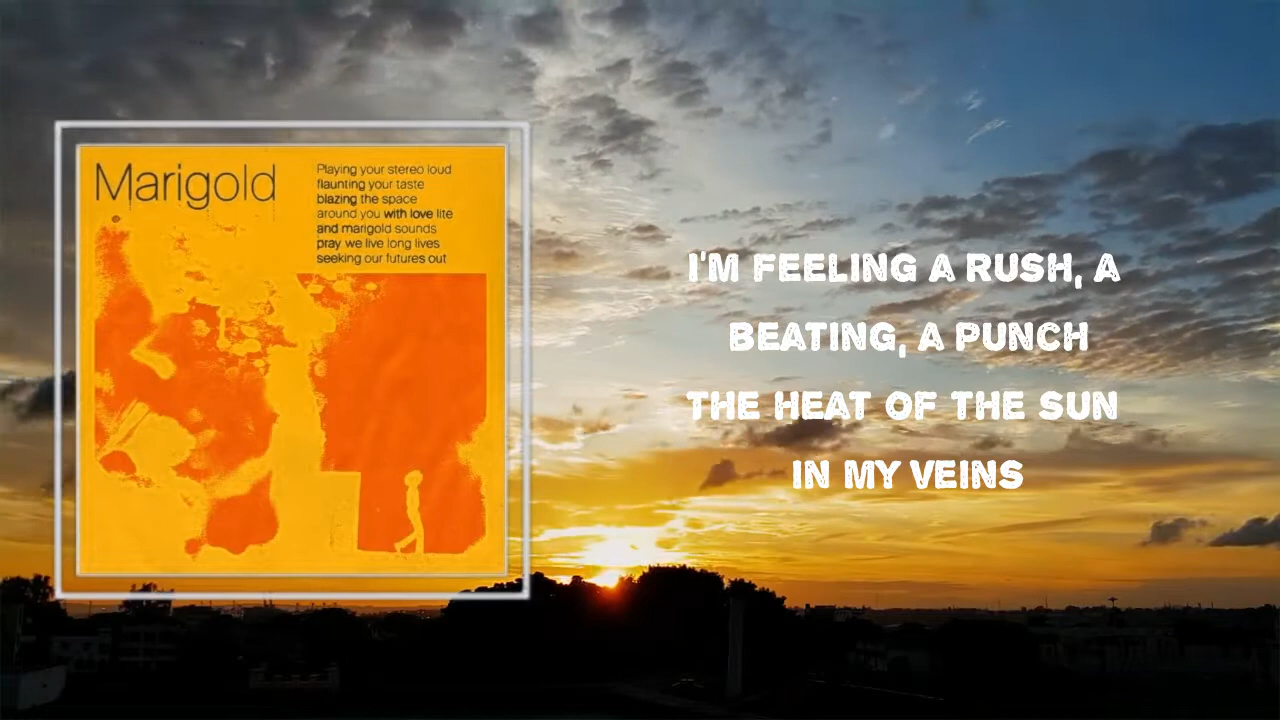 Marigold
Playing your stereo loud
flaunting your taste
blazing the space
around you with love lite
and marigold sounds
pray we live long lives
seeking our futures out
I'M FEELING A RUSH, A
BEATING, A PUNCH
THE HEAT OF THE SUN
IN MY VEINS